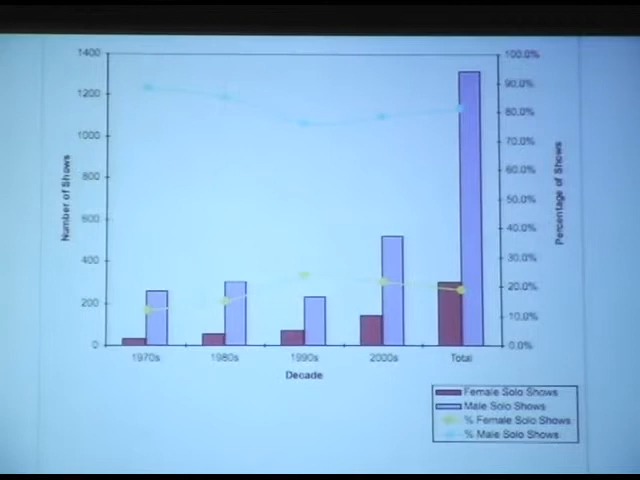 1400
1200
1000
800
600
400
200
0
Number of Shows
100.0%
90.0%
80.0%
70.0%
60.0%
50.0%
40.0%
30.0%
20.0%
10.0%
0.0%
Percentage of Shows
1970s 1980s 1990s 2000s Total
Decade
Female Solo Shows
Male Solo Shows
% Female Solo Shows
% Male Solo Shows